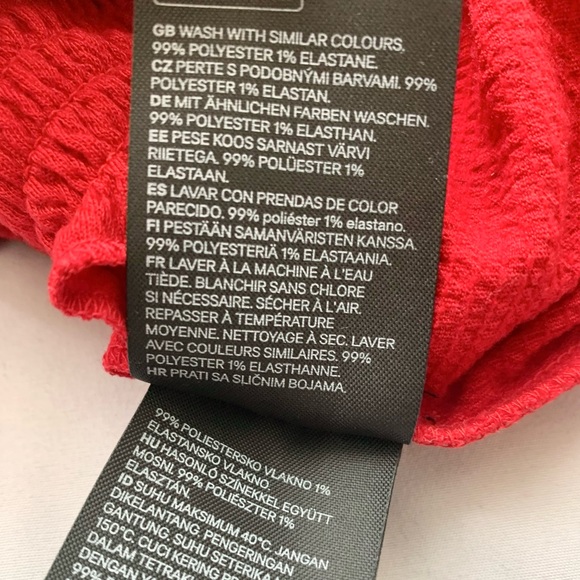 GB WASH WITH SIMILAR COLOURS.
99% POLYESTER 1% ELASTANE.
CZ PERTE S PODOBNÝMI BARVAMI. 99%
POLYESTER 1% ELASTAN.
DE MIT ÄHNLICHEN FARBEN WASCHEN.
99% POLYESTER 1% ELASTHAN.
EE PESE KOOS SARNAST VÄRVI
RIIETEGA. 99% POLÜESTER 1%
ELASTAAN.
ES LAVAR CON PRENDAS DE COLOR
PARECIDO. 99% poliéster 1% elastano.
FI PESTÄÄN SAMANVÄRISTEN KANSSA.
99% POLYESTERIÄ 1% ELASTAANIA.
FR LAVER À LA MACHINE À L'EAU
TIÈDE. BLANCHIR SANS CHLORE
SI NÉCESSAIRE. SÉCHER À L'AIR.
REPASSER À TEMPÉRATURE
MOYENNE. NETTOYAGE À SEC. LAVER
AVEC COULEURS SIMILAIRES. 99%
POLYESTER 1% ELASTHANNE.
HR PRATI SA SLIČNIM BOJAMA.
99% POLIESTERSKO VLAKNO 1%
ELASTANSKO VLAKNO.
HU HASONLÓ SZÍNEKKEL EGYÜTT
MOSNI. 99% POLIÉSZTER 1%
ELASZTÁN.
ID SUHU MAKSIMUM 40°C. JANGAN
DIKELANTANG. PENGERINGAN
GANTUNG. SUHU SETERIKA
150°C. CUCI KERING PR
DALAM TETRAKL
DENGAN
99%